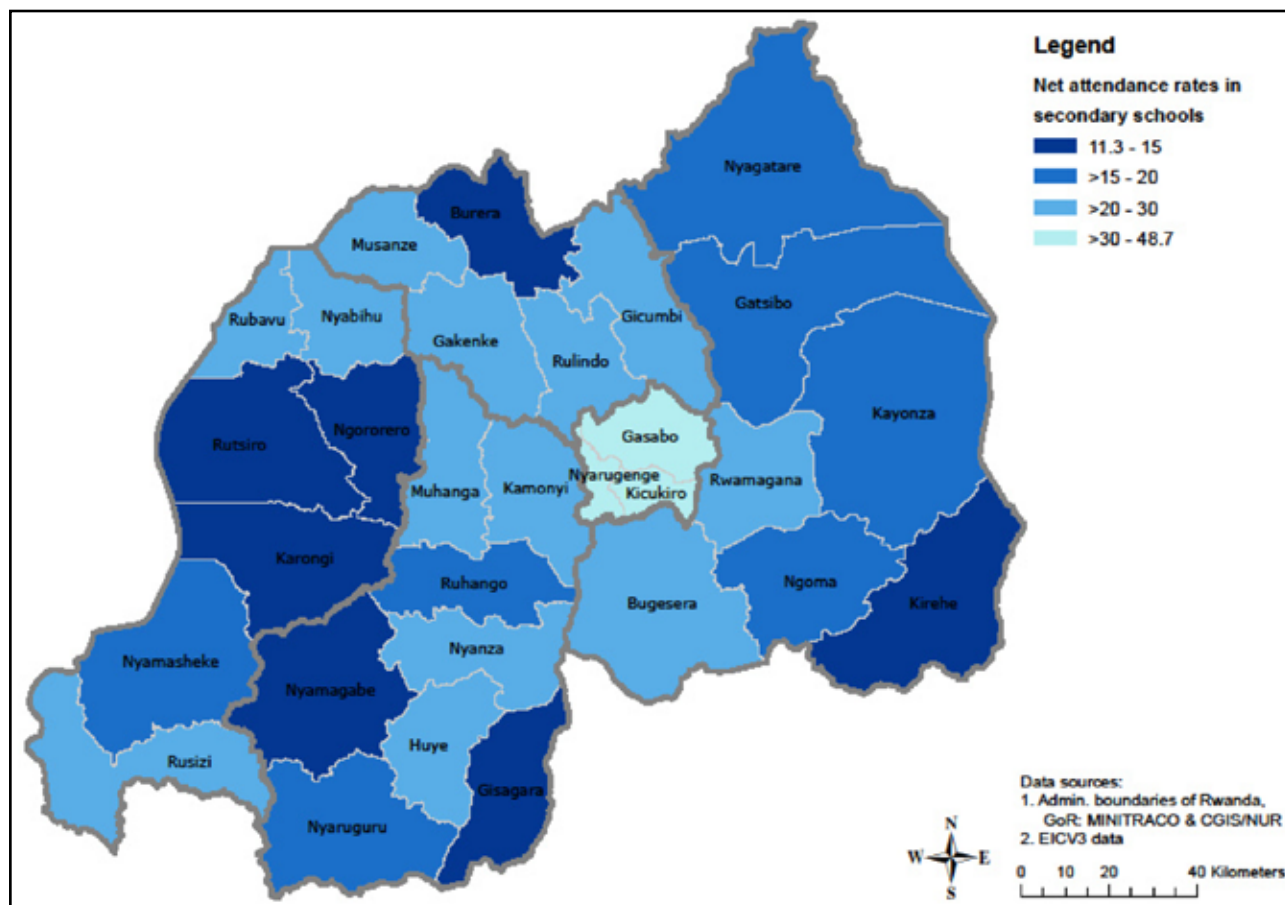 Legend
Net attendance rates in
secondary schools
11.3 - 15
>15 - 20
>20 - 30
>30 - 48.7
Nyagatare
Burera
Musanze
Gatsibo
Rubavu
Nyabihu
Gicumbi
Gakenke
Rulindo
Kayonza
Rutsiro
Ngororero
Gasabo
Nyarugenge
Kicukiro
Rwamagana
Muhanga
Kamonyi
Karongi
Ruhango
Ngoma
Kirehe
Bugesera
Nyanza
Nyamasheke
Nyamagabe
Huye
Rusizi
Gisagara
Nyaruguru
Data sources:
1. Admin. boundaries of Rwanda,
GoR: MINITRACO & CGIS/NUR
2. EICV3 data
N
W E
S
0 10 20 40 Kilometers